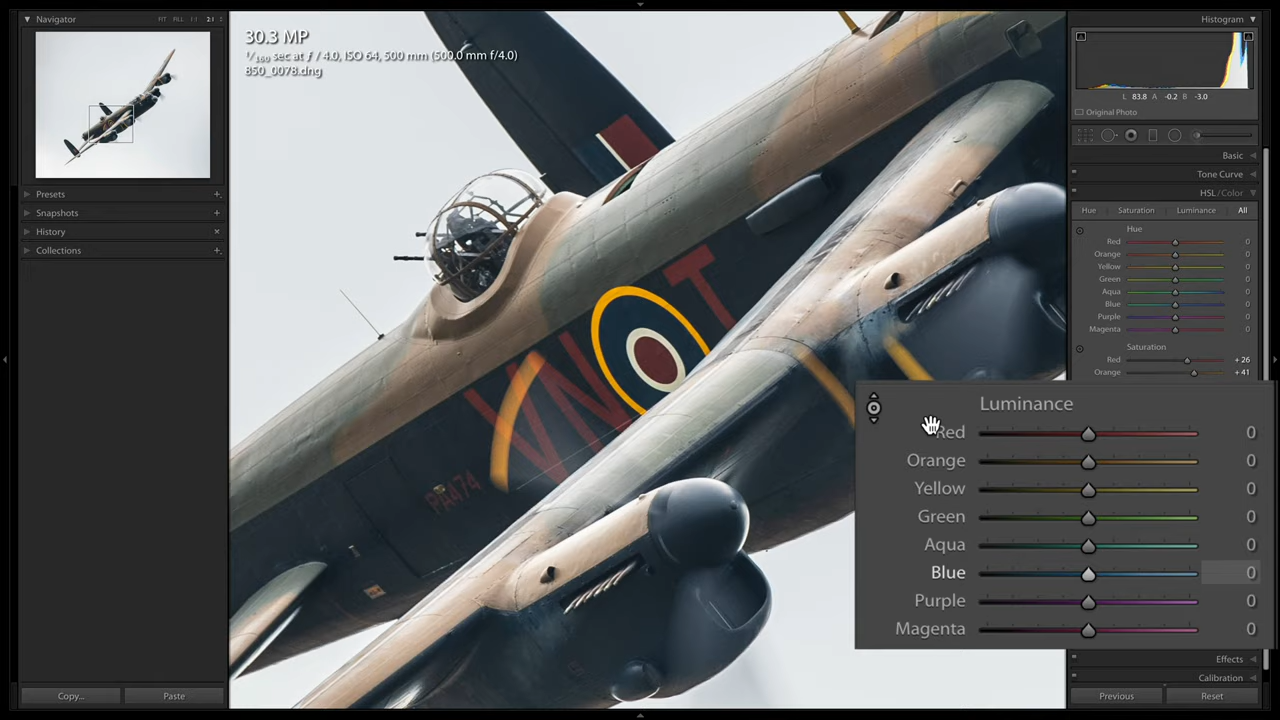 Navigator
FIT FILL 1:1 2:1
Presets
Snapshots
History
Collections
Copy...
Paste
30.3 MP
1/160 sec at f / 4.0, ISO 64, 500 mm (500.0 mm f/4.0)
850_0078.dng
VN T
PA474
Histogram
L 83.8 A -0.2 B -3.0
Original Photo
Basic
Tone Curve
HSL / Color
Hue Saturation Luminance All
Hue
Red 0
Orange 0
Yellow 0
Green 0
Aqua 0
Blue 0
Purple 0
Magenta 0
Saturation
Red + 26
Orange + 41
Luminance
Red 0
Orange 0
Yellow 0
Green 0
Aqua 0
Blue 0
Purple 0
Magenta 0
Effects
Calibration
Previous
Reset